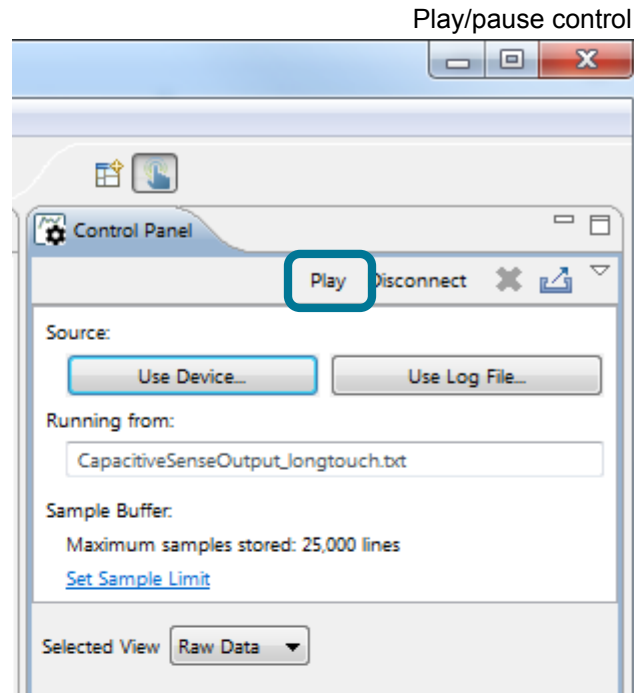 Play/pause control
Control Panel
Play Disconnect
Source:
Use Device... Use Log File...
Running from:
CapacitiveSenseOutput_longtouch.txt
Sample Buffer:
Maximum samples stored: 25,000 lines
Set Sample Limit
Selected View Raw Data